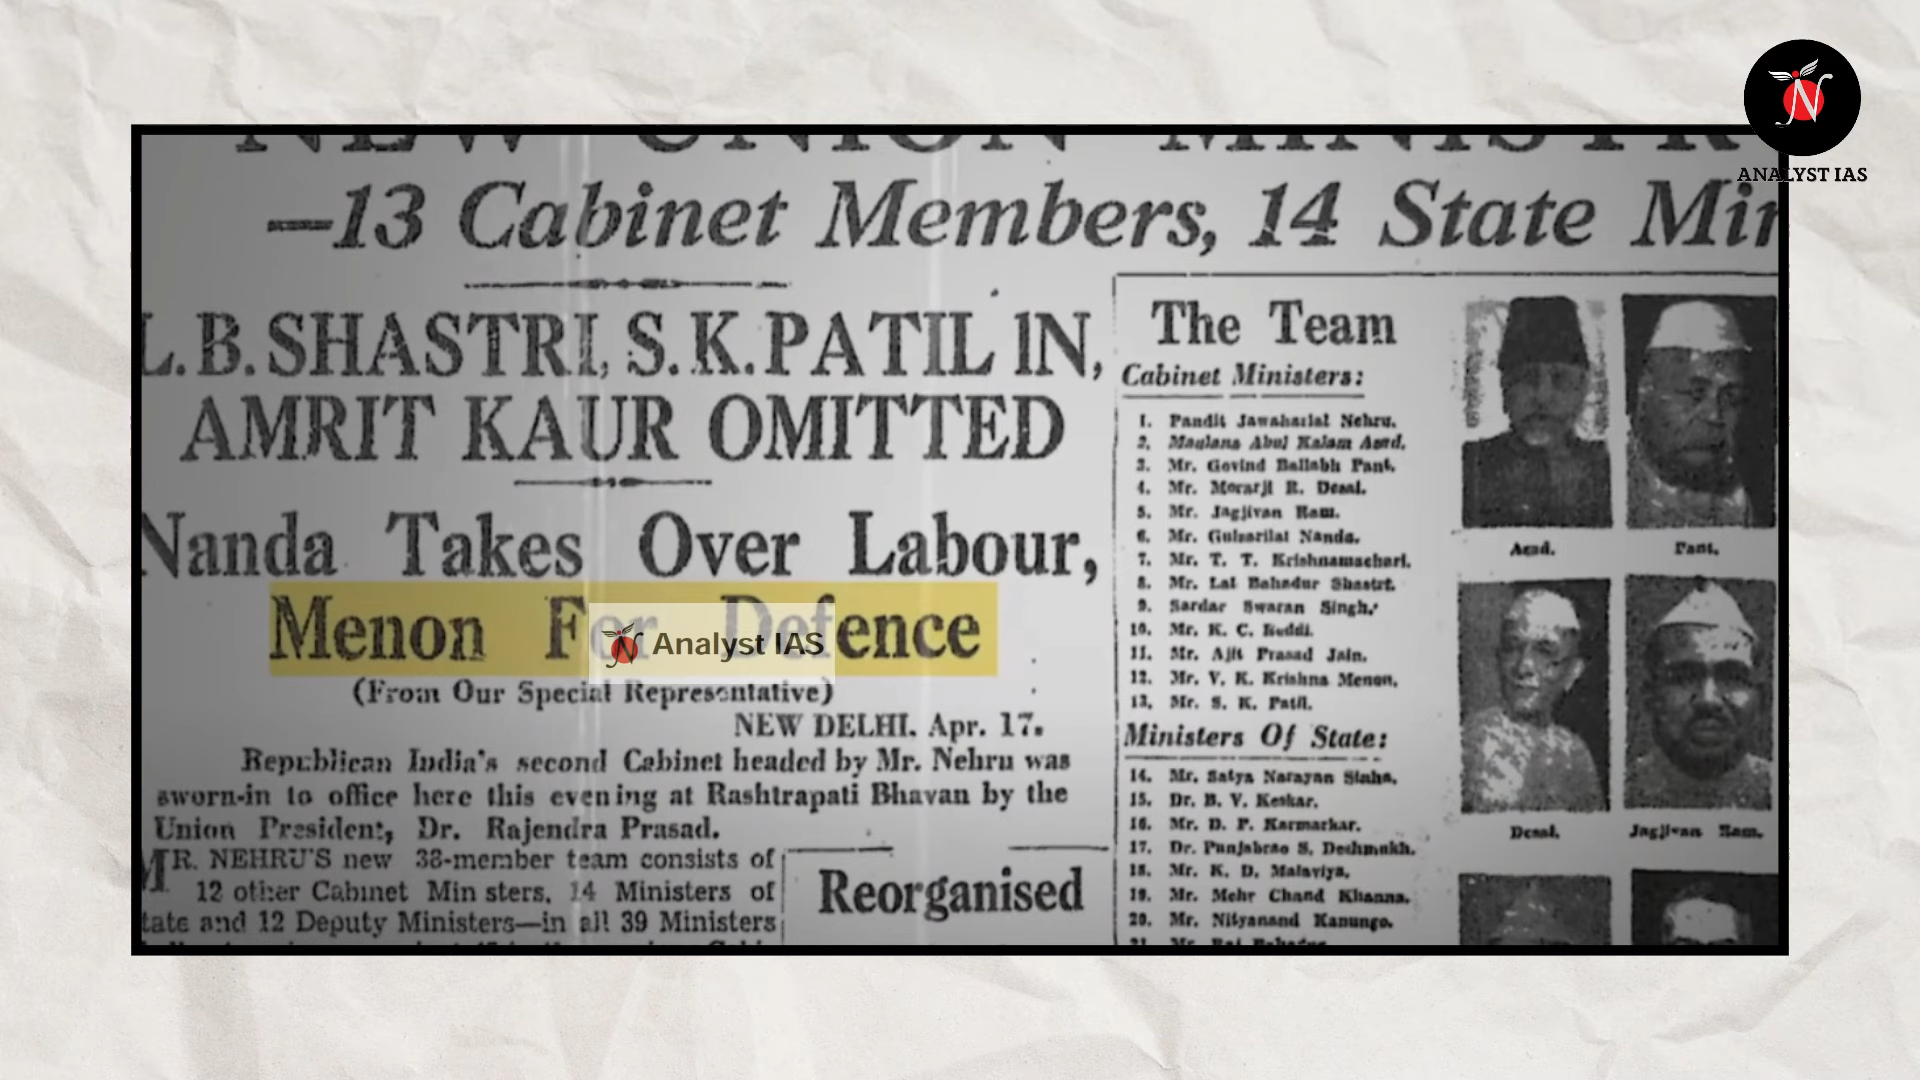 ANALYST IAS
NEW UNION MINISTR
—13 Cabinet Members, 14 State Min
L.B. SHASTRI, S.K. PATIL IN,
AMRIT KAUR OMITTED
Nanda Takes Over Labour,
Menon For Defence
Analyst IAS
(From Our Special Representative)
NEW DELHI, Apr. 17.
Republican India's second Cabinet headed by Mr. Nehru was
sworn-in to office here this evening at Rashtrapati Bhavan by the
Union President, Dr. Rajendra Prasad.
MR. NEHRU'S new 38-member team consists of
12 other Cabinet Ministers, 14 Ministers of
tate and 12 Deputy Ministers—in all 39 Ministers
Reorganised
The Team
Cabinet Ministers:
1. Pandit Jawaharlal Nehru.
2. Maulana Abul Kalam Azad.
3. Mr. Govind Ballabh Pant.
4. Mr. Morarji R. Desai.
5. Mr. Jagjivan Ram.
6. Mr. Gulzarilal Nanda.
7. Mr. T. T. Krishnamachari.
8. Mr. Lal Bahadur Shastri.
9. Sardar Swaran Singh.
10. Mr. K. C. Reddi.
11. Mr. Ajit Prasad Jain.
12. Mr. V. K. Krishna Menon.
13. Mr. S. K. Patil.
Ministers Of State:
14. Mr. Satya Narayan Sinha.
15. Dr. B. V. Keskar.
16. Mr. D. P. Karmarkar.
17. Dr. Punjabrao S. Deshmukh.
18. Mr. K. D. Malaviya.
19. Mr. Mehr Chand Khanna.
20. Mr. Nityanand Kanungo.
21. Mr. Raj Bahadur
Azad.
Pant.
Desai.
Jagjivan Ram.